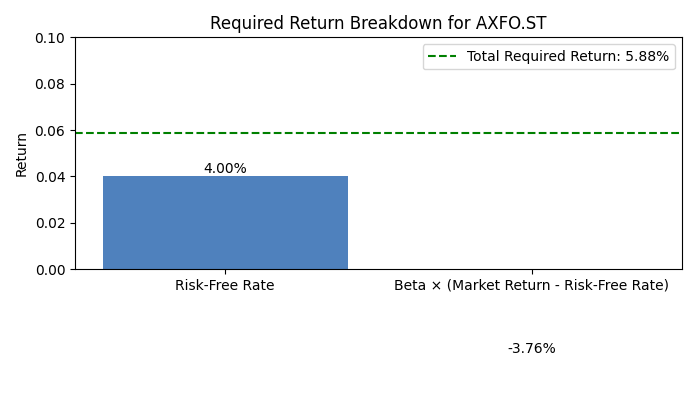 Required Return Breakdown for AXFO.ST
Total Required Return: 5.88%
Return
0.10
0.08
0.06
0.04
0.02
0.00
4.00%
Risk-Free Rate
Beta × (Market Return - Risk-Free Rate)
-3.76%